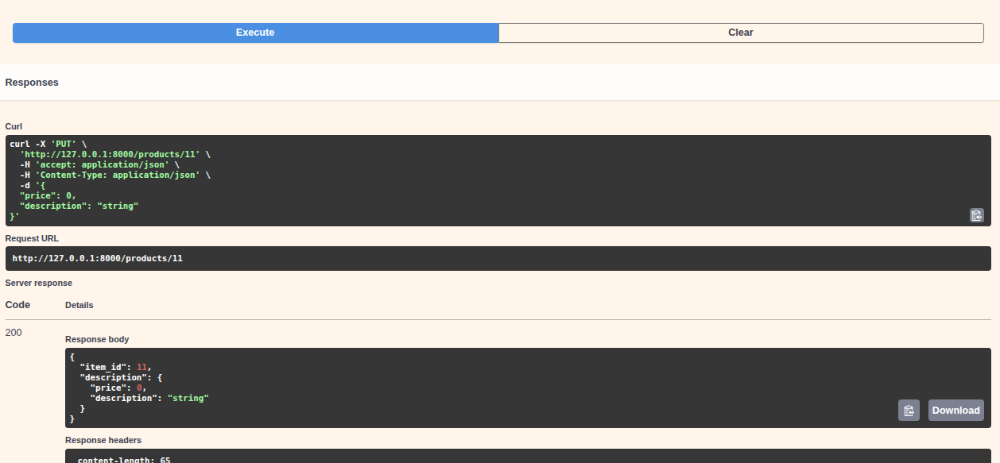 Execute
Clear
Responses
Curl
curl -X 'PUT' \
  'http://127.0.0.1:8000/products/11' \
  -H 'accept: application/json' \
  -H 'Content-Type: application/json' \
  -d '{
  "price": 0,
  "description": "string"
}'
Request URL
http://127.0.0.1:8000/products/11
Server response
Code
Details
200
Response body
{
  "item_id": 11,
  "description": {
    "price": 0,
    "description": "string"
  }
}
Download
Response headers
content-length: 65